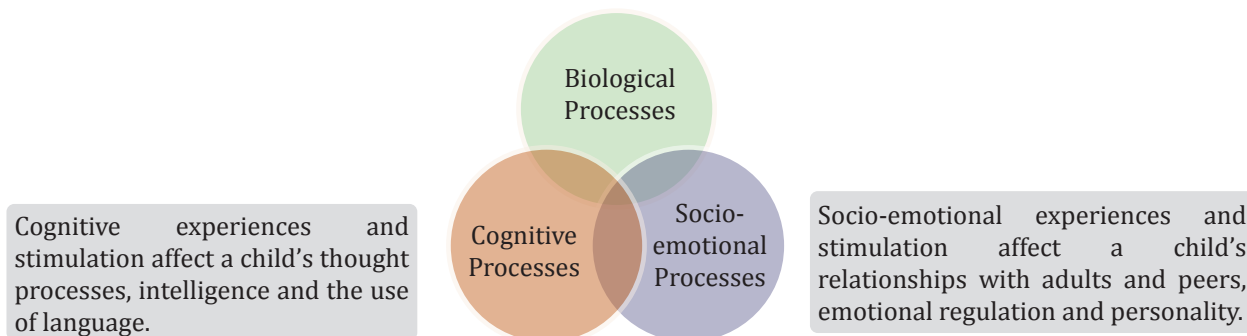 Biological
Processes
Cognitive experiences and
stimulation affect a child’s thought
processes, intelligence and the use
of language.
Cognitive
Processes
Socio-
emotional
Processes
Socio-emotional experiences and
stimulation affect a child’s
relationships with adults and peers,
emotional regulation and personality.